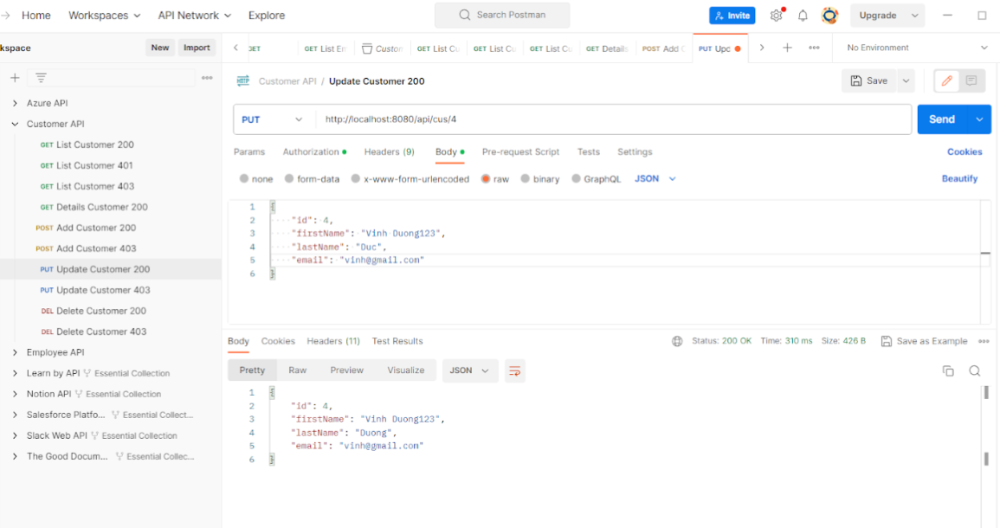 Home Workspaces API Network Explore Search Postman Invite Upgrade
kspace New Import GET GET List En Custom GET List Cu GET List Cu GET List Cu GET Details POST Add C PUT Upc No Environment
Customer API / Update Customer 200 Save
Azure API
Customer API
GET List Customer 200
GET List Customer 401
GET List Customer 403
GET Details Customer 200
POST Add Customer 200
POST Add Customer 403
PUT Update Customer 200
PUT Update Customer 403
DEL Delete Customer 200
DEL Delete Customer 403
Employee API
Learn by API Essential Collection
Notion API Essential Collection
Salesforce Platfo... Essential Collect...
Slack Web API Essential Collection
The Good Docum... Essential Collec...
PUT http://localhost:8080/api/cus/4 Send
Params Authorization Headers (9) Body Pre-request Script Tests Settings Cookies
none form-data x-www-form-urlencoded raw binary GraphQL JSON Beautify
1
2 "id": 4,
3 "firstName": "Vinh Duong123",
4 "lastName": "Duc",
5 "email": "vinh@gmail.com"
6
Body Cookies Headers (11) Test Results Status: 200 OK Time: 310 ms Size: 426 B Save as Example
Pretty Raw Preview Visualize JSON
1
2 "id": 4,
3 "firstName": "Vinh Duong123",
4 "lastName": "Duong",
5 "email": "vinh@gmail.com"
6